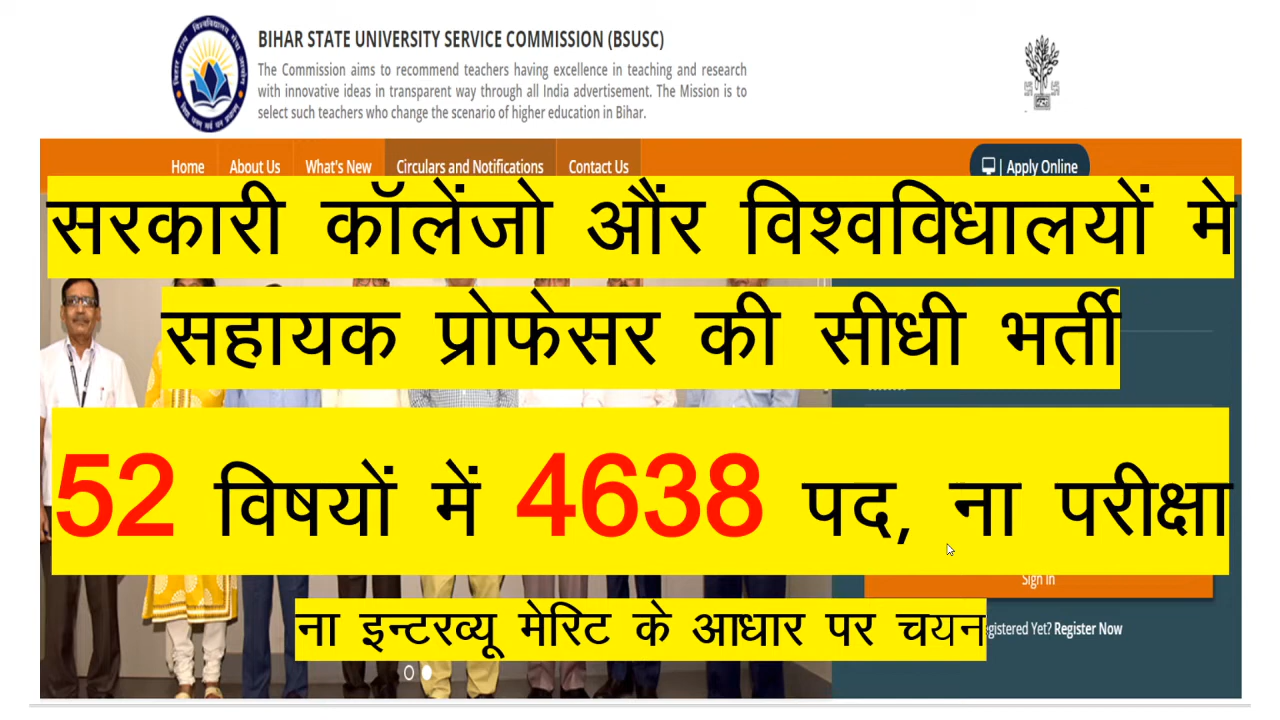 BIHAR STATE UNIVERSITY SERVICE COMMISSION (BSUSC)
The Commission aims to recommend teachers having excellence in teaching and research
with innovative ideas in transparent way through all India advertisement. The Mission is to
select such teachers who change the scenario of higher education in Bihar.
Home About Us What's New Circulars and Notifications Contact Us | Apply Online
सरकारी कॉलेंजो औंर विश्वविधालयों मे
सहायक प्रोफेसर की सीधी भर्ती
52 विषयों में 4638 पद, ना परीक्षा
Sign In
ना इन्टरव्यू मेरिट के आधार पर चयन
Yet? Register Now